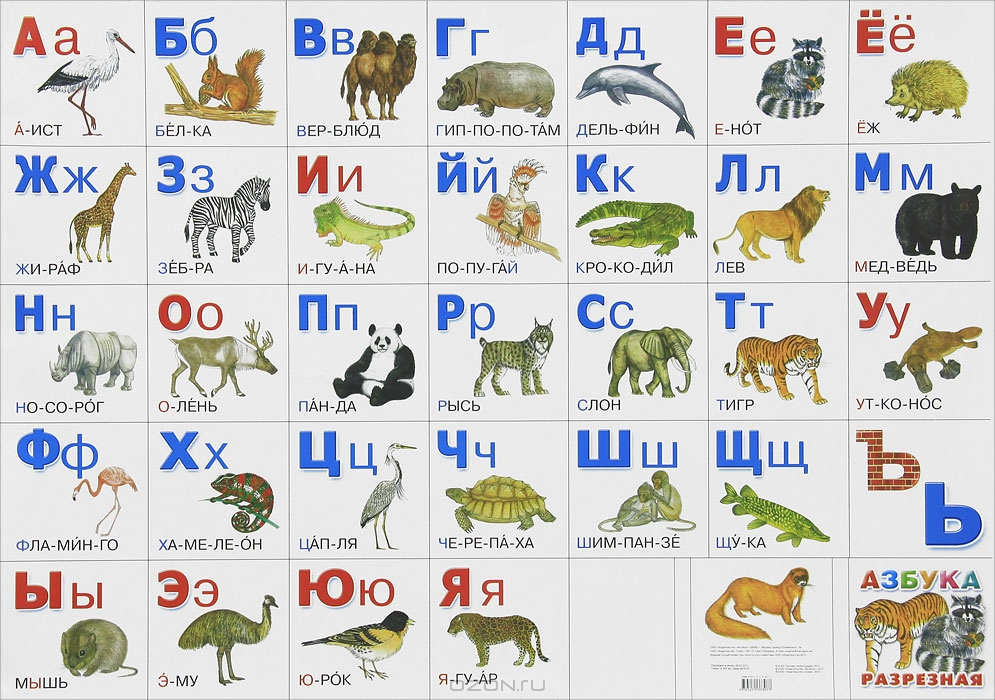 Аа
А́-ИСТ
Бб
БЕ́Л-КА
Вв
ВЕР-БЛЮ́Д
Гг
ГИП-ПО-ПО-ТА́М
Дд
ДЕЛЬ-ФИ́Н
Ее
Е-НО́Т
Ёё
ЁЖ
Жж
ЖИ-РА́Ф
Зз
ЗЕ́Б-РА
Ии
И-ГУ-А́-НА
Йй
ПО-ПУ-ГА́Й
Кк
КРО-КО-ДИ́Л
Лл
ЛЕВ
Мм
МЕД-ВЕ́ДЬ
Нн
НО-СО-РО́Г
Оо
О-ЛЕ́НЬ
Пп
ПА́Н-ДА
Рр
РЫСЬ
Сс
СЛОН
Тт
ТИГР
Уу
УТ-КО-НО́С
Фф
ФЛА-МИ́Н-ГО
Хх
ХА-МЕ-ЛЕ-О́Н
Цц
ЦА́П-ЛЯ
Чч
ЧЕ-РЕ-ПА́-ХА
Шш
ШИМ-ПАН-ЗЕ́
Щщ
ЩУ́-КА
Ъ
Ь
Ыы
МЫШЬ
Ээ
Э́-МУ
Юю
Ю-РО́К
Яя
Я-ГУ-А́Р
АЗБУКА
РАЗРЕЗНАЯ
ozon.ru